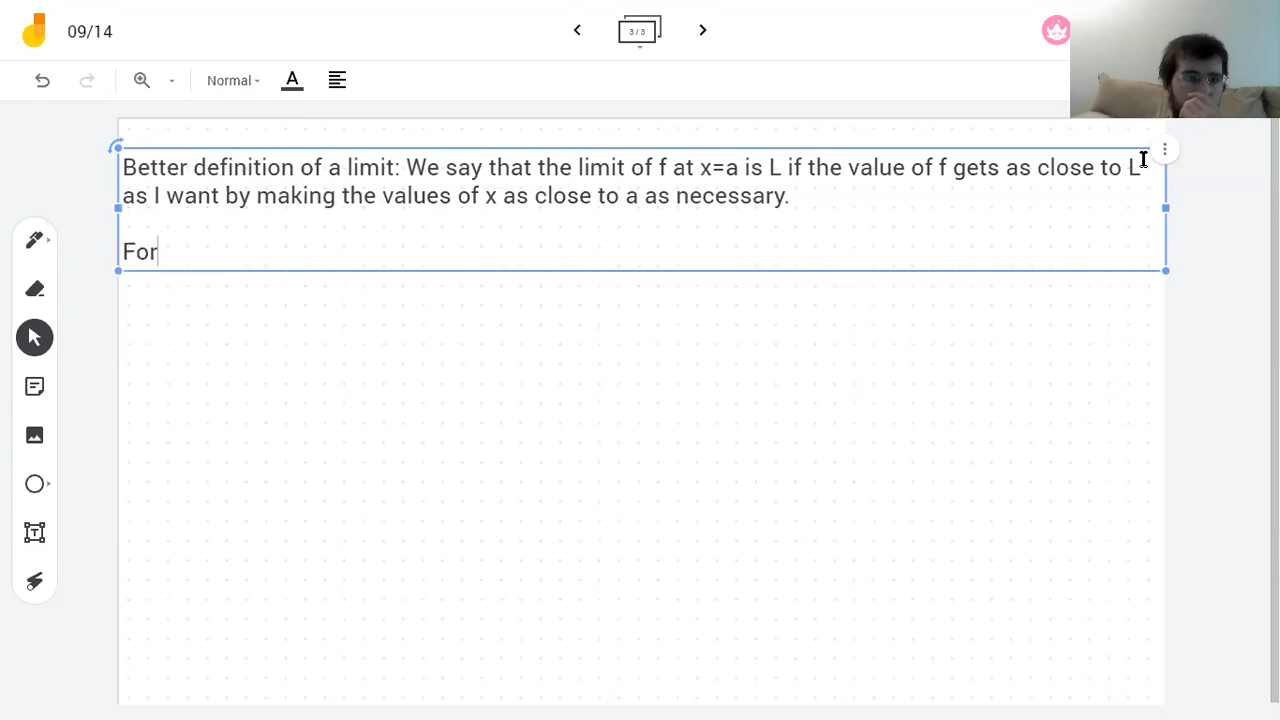 09/14
3 / 3
Normal
A
Better definition of a limit: We say that the limit of f at x=a is L if the value of f gets as close to L
as I want by making the values of x as close to a as necessary.
For
T